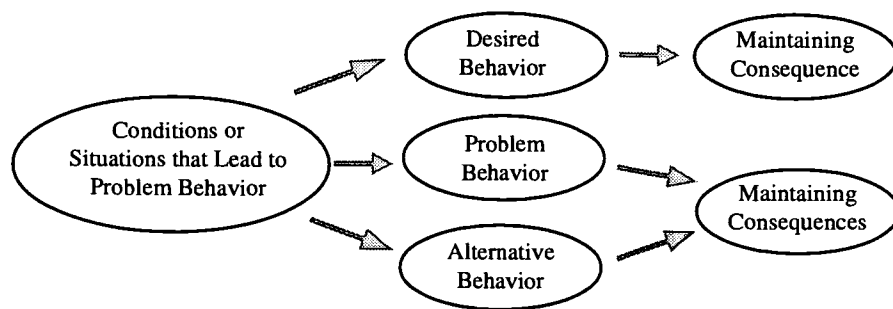 Desired
Behavior
Maintaining
Consequence
Conditions or
Situations that Lead to
Problem Behavior
Problem
Behavior
Maintaining
Consequences
Alternative
Behavior